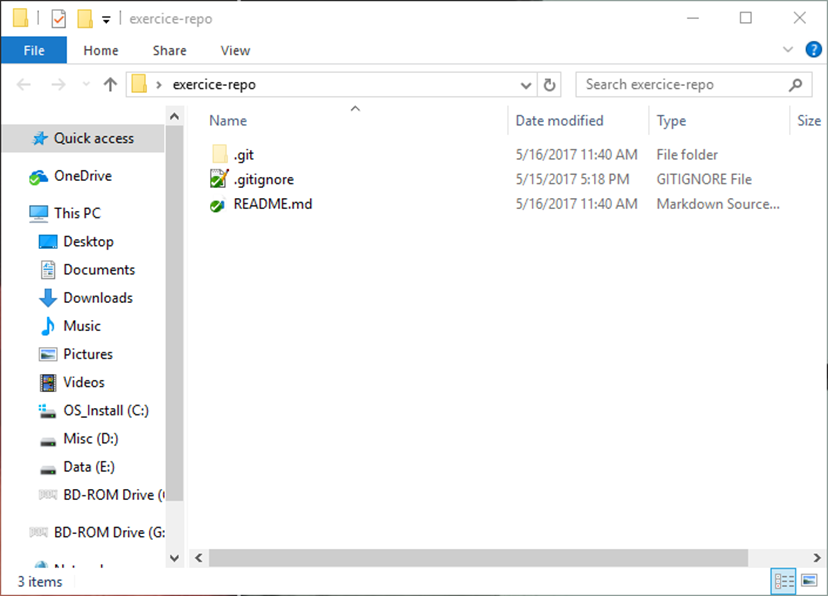 exercice-repo
File Home Share View
exercice-repo Search exercice-repo
Name Date modified Type Size
Quick access
OneDrive
This PC
Desktop
Documents
Downloads
Music
Pictures
Videos
OS_Install (C:)
Misc (D:)
Data (E:)
BD-ROM Drive (
BD-ROM Drive (G:
.git 5/16/2017 11:40 AM File folder
.gitignore 5/15/2017 5:18 PM GITIGNORE File
README.md 5/16/2017 11:40 AM Markdown Source...
3 items